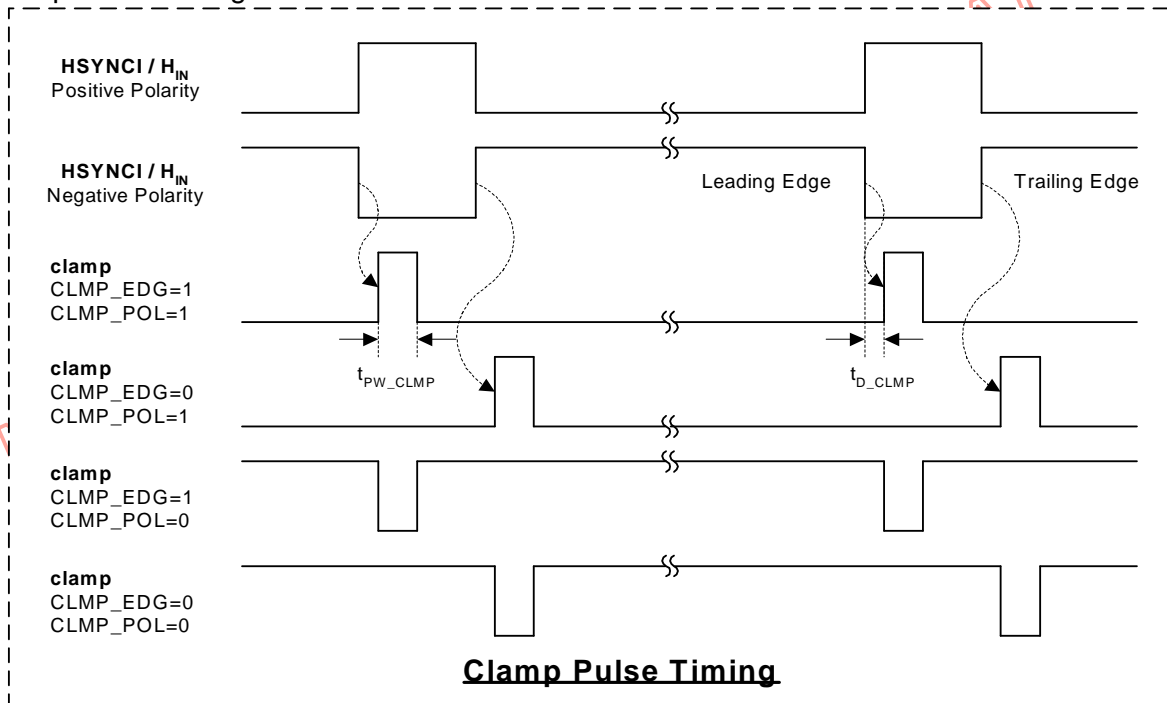 HSYNCI / H_IN
Positive Polarity
HSYNCI / H_IN
Negative Polarity
Leading Edge
Trailing Edge
clamp
CLMP_EDG=1
CLMP_POL=1
t_PW_CLMP
t_D_CLMP
clamp
CLMP_EDG=0
CLMP_POL=1
clamp
CLMP_EDG=1
CLMP_POL=0
clamp
CLMP_EDG=0
CLMP_POL=0
Clamp Pulse Timing